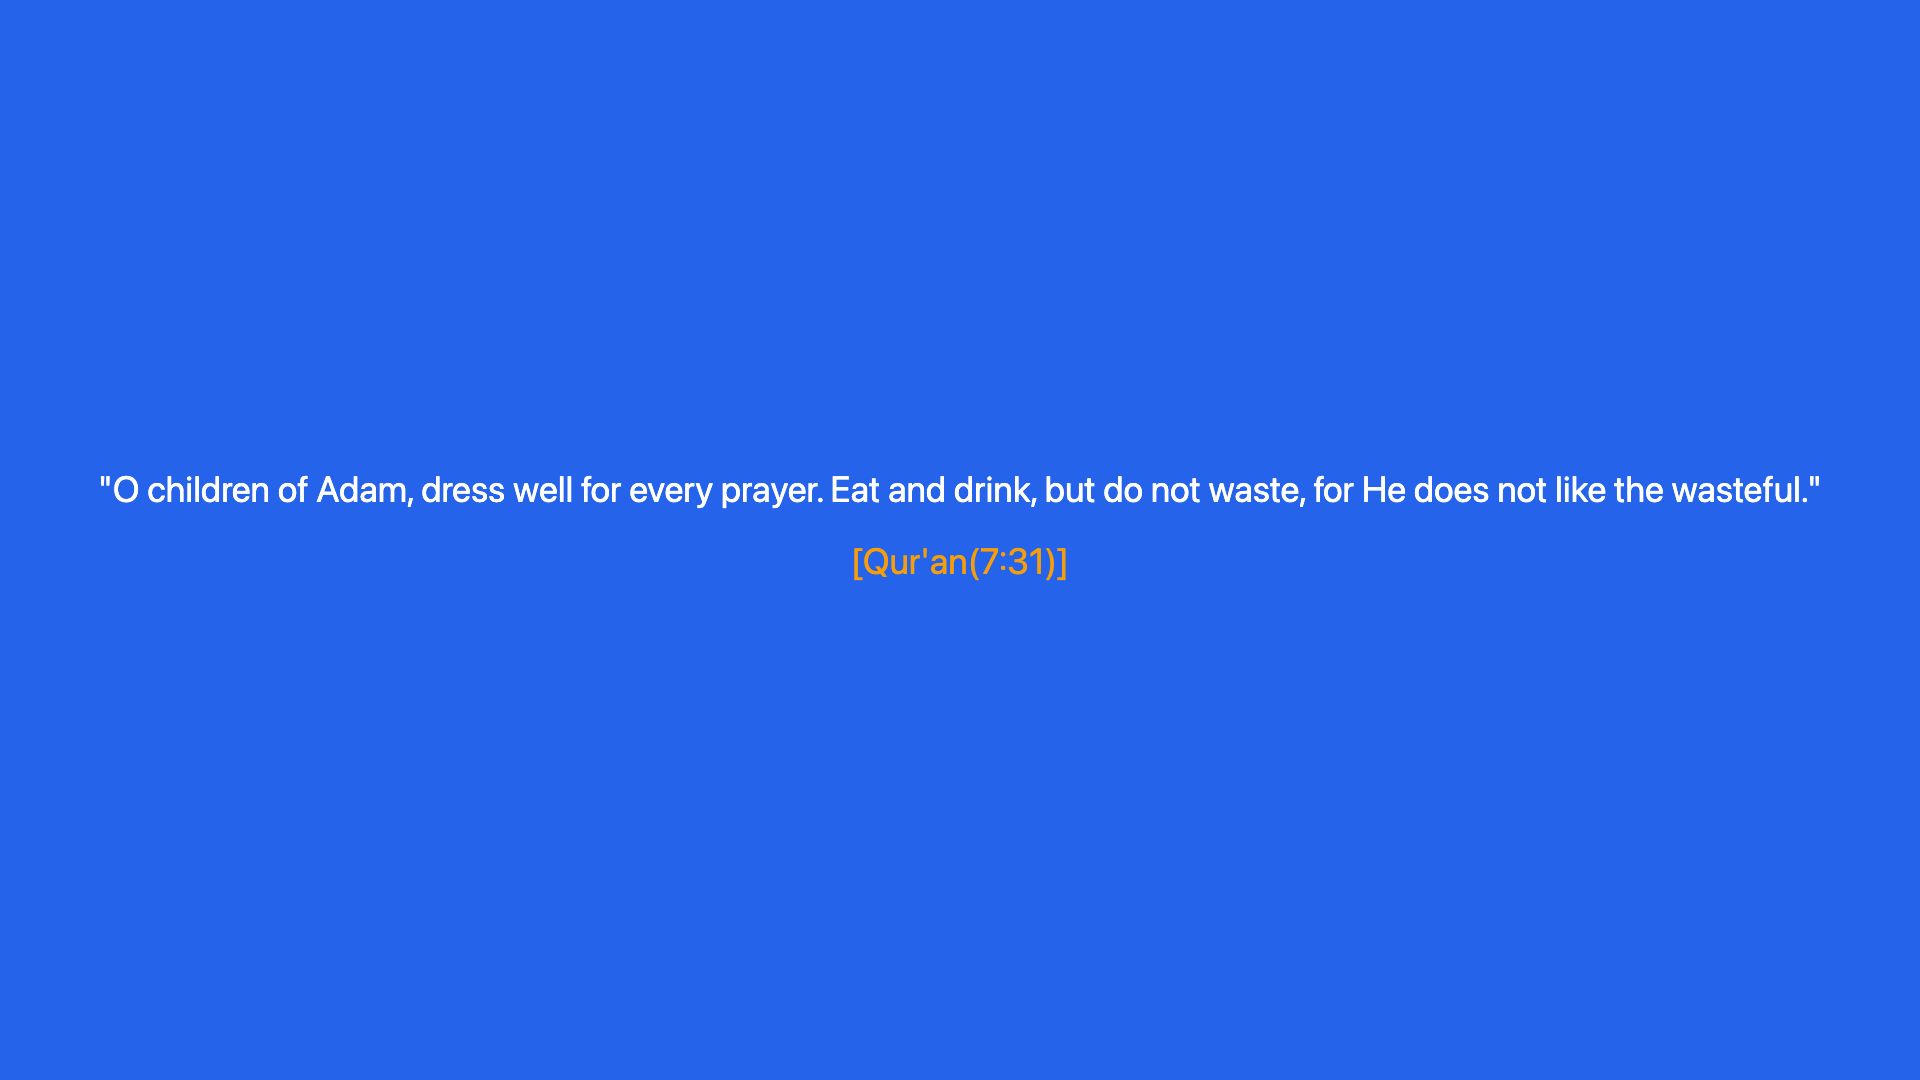 "O children of Adam, dress well for every prayer. Eat and drink, but do not waste, for He does not like the wasteful."
[Qur'an(7:31)]